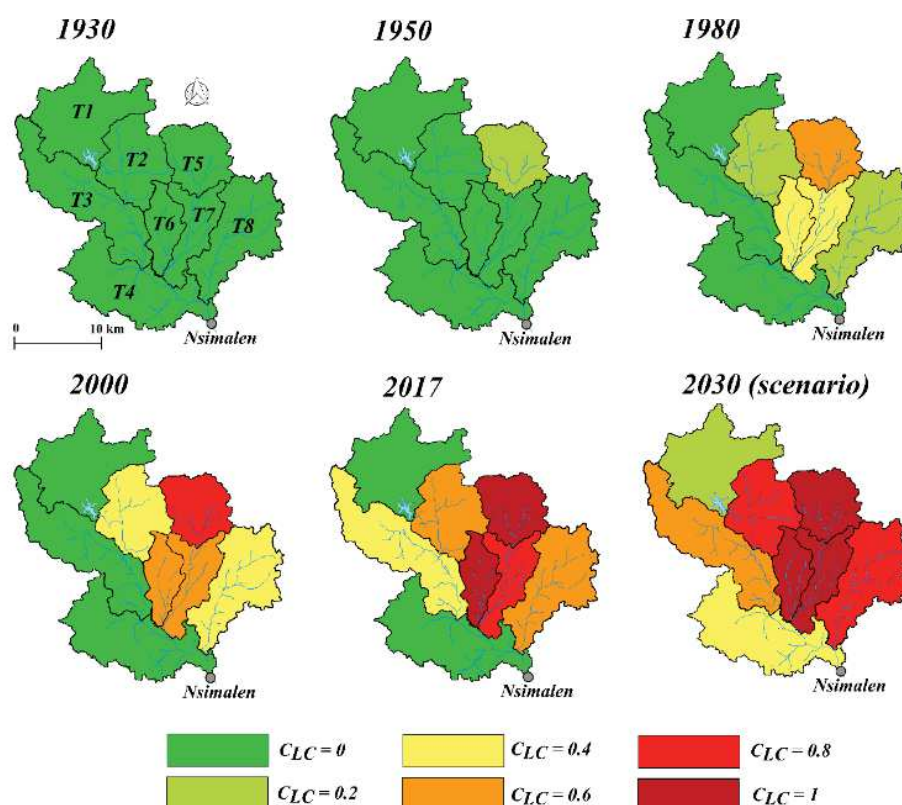 1930
1950
1980
T1
T2
T5
T3
T6
T7
T8
T4
0
10 km
Nsimalen
Nsimalen
Nsimalen
2000
2017
2030 (scenario)
Nsimalen
Nsimalen
Nsimalen
CLC = 0
CLC = 0.4
CLC = 0.8
CLC = 0.2
CLC = 0.6
CLC = 1